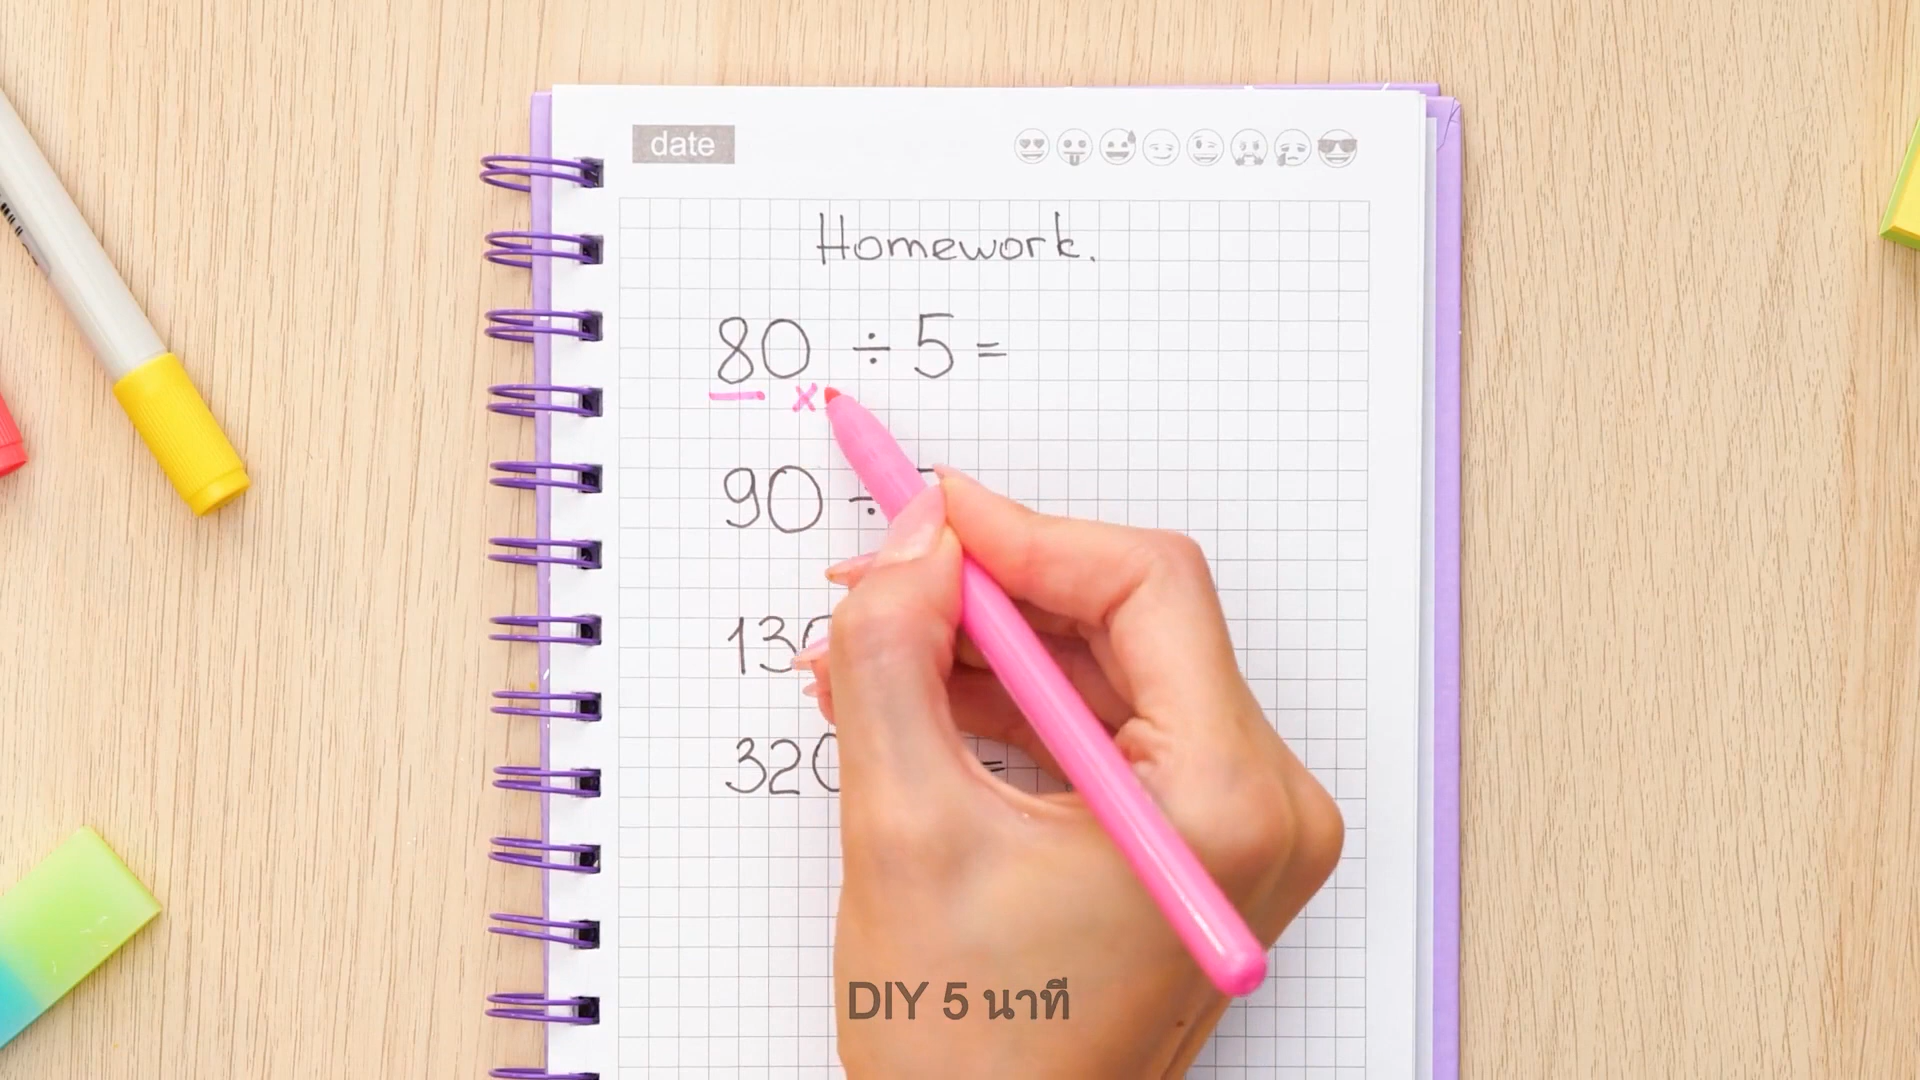 date
Homework.
80 ÷ 5 =
x
90 ÷
13
32 =
DIY 5 นาที